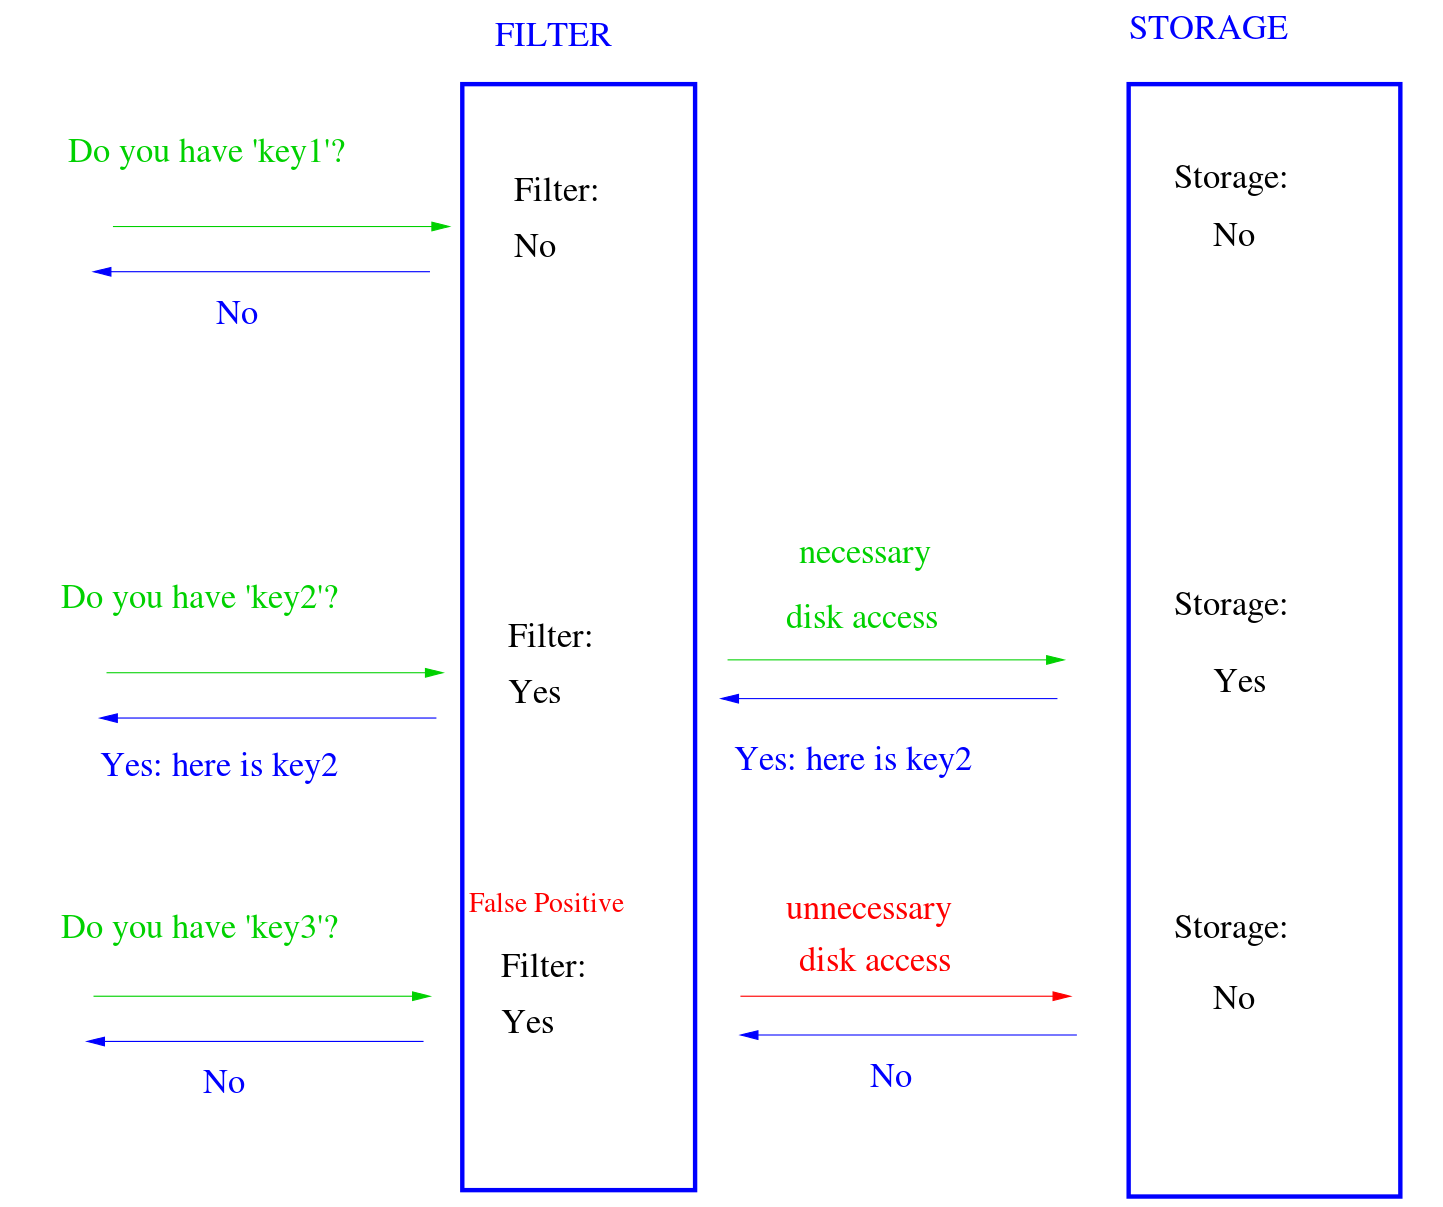 FILTER
STORAGE
Do you have 'key1'?
Filter:
No
Storage:
No
No
necessary
disk access
Do you have 'key2'?
Filter:
Yes
Storage:
Yes
Yes: here is key2
Yes: here is key2
False Positive
unnecessary
disk access
Do you have 'key3'?
Filter:
Yes
Storage:
No
No
No